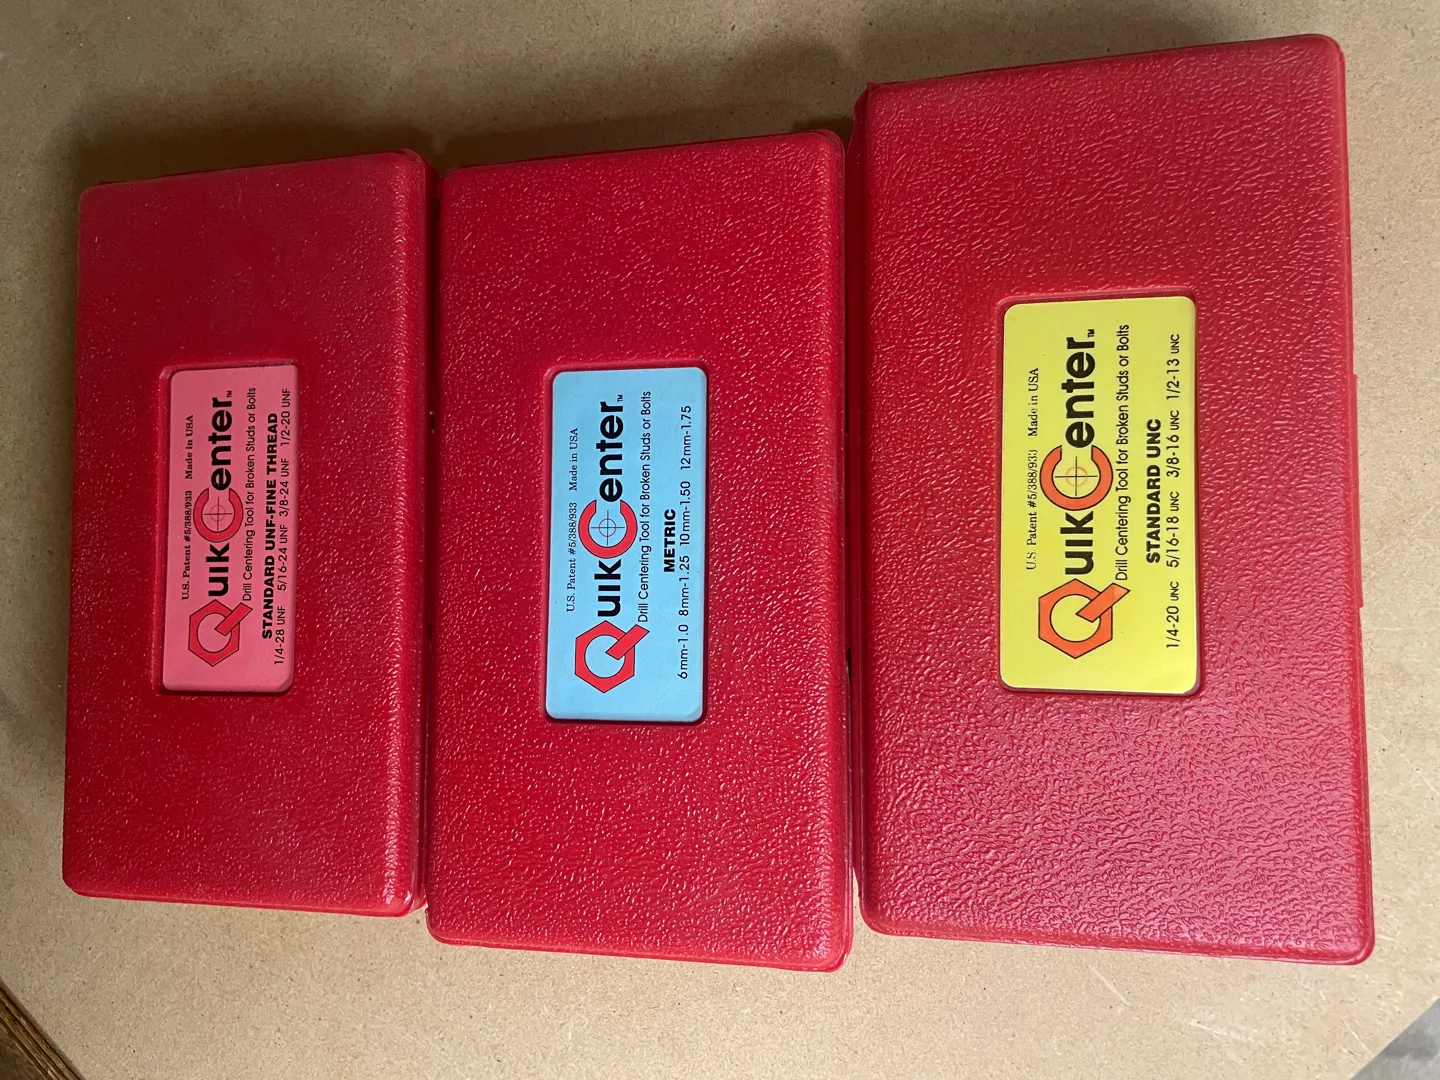 U.S. Patent #5/388/933 Made in USA
QuikCenter™
Drill Centering Tool for Broken Studs or Bolts
STANDARD UNF-FINE THREAD
1/4-28 UNF 5/16-24 UNF 3/8-24 UNF 1/2-20 UNF
U.S. Patent #5/388/933 Made in USA
QuikCenter™
Drill Centering Tool for Broken Studs or Bolts
METRIC
6mm-1.0 8mm-1.25 10mm-1.50 12mm-1.75
U.S. Patent #5/388/933 Made in USA
QuikCenter™
Drill Centering Tool for Broken Studs or Bolts
STANDARD UNC
1/4-20 UNC 5/16-18 UNC 3/8-16 UNC 1/2-13 UNC